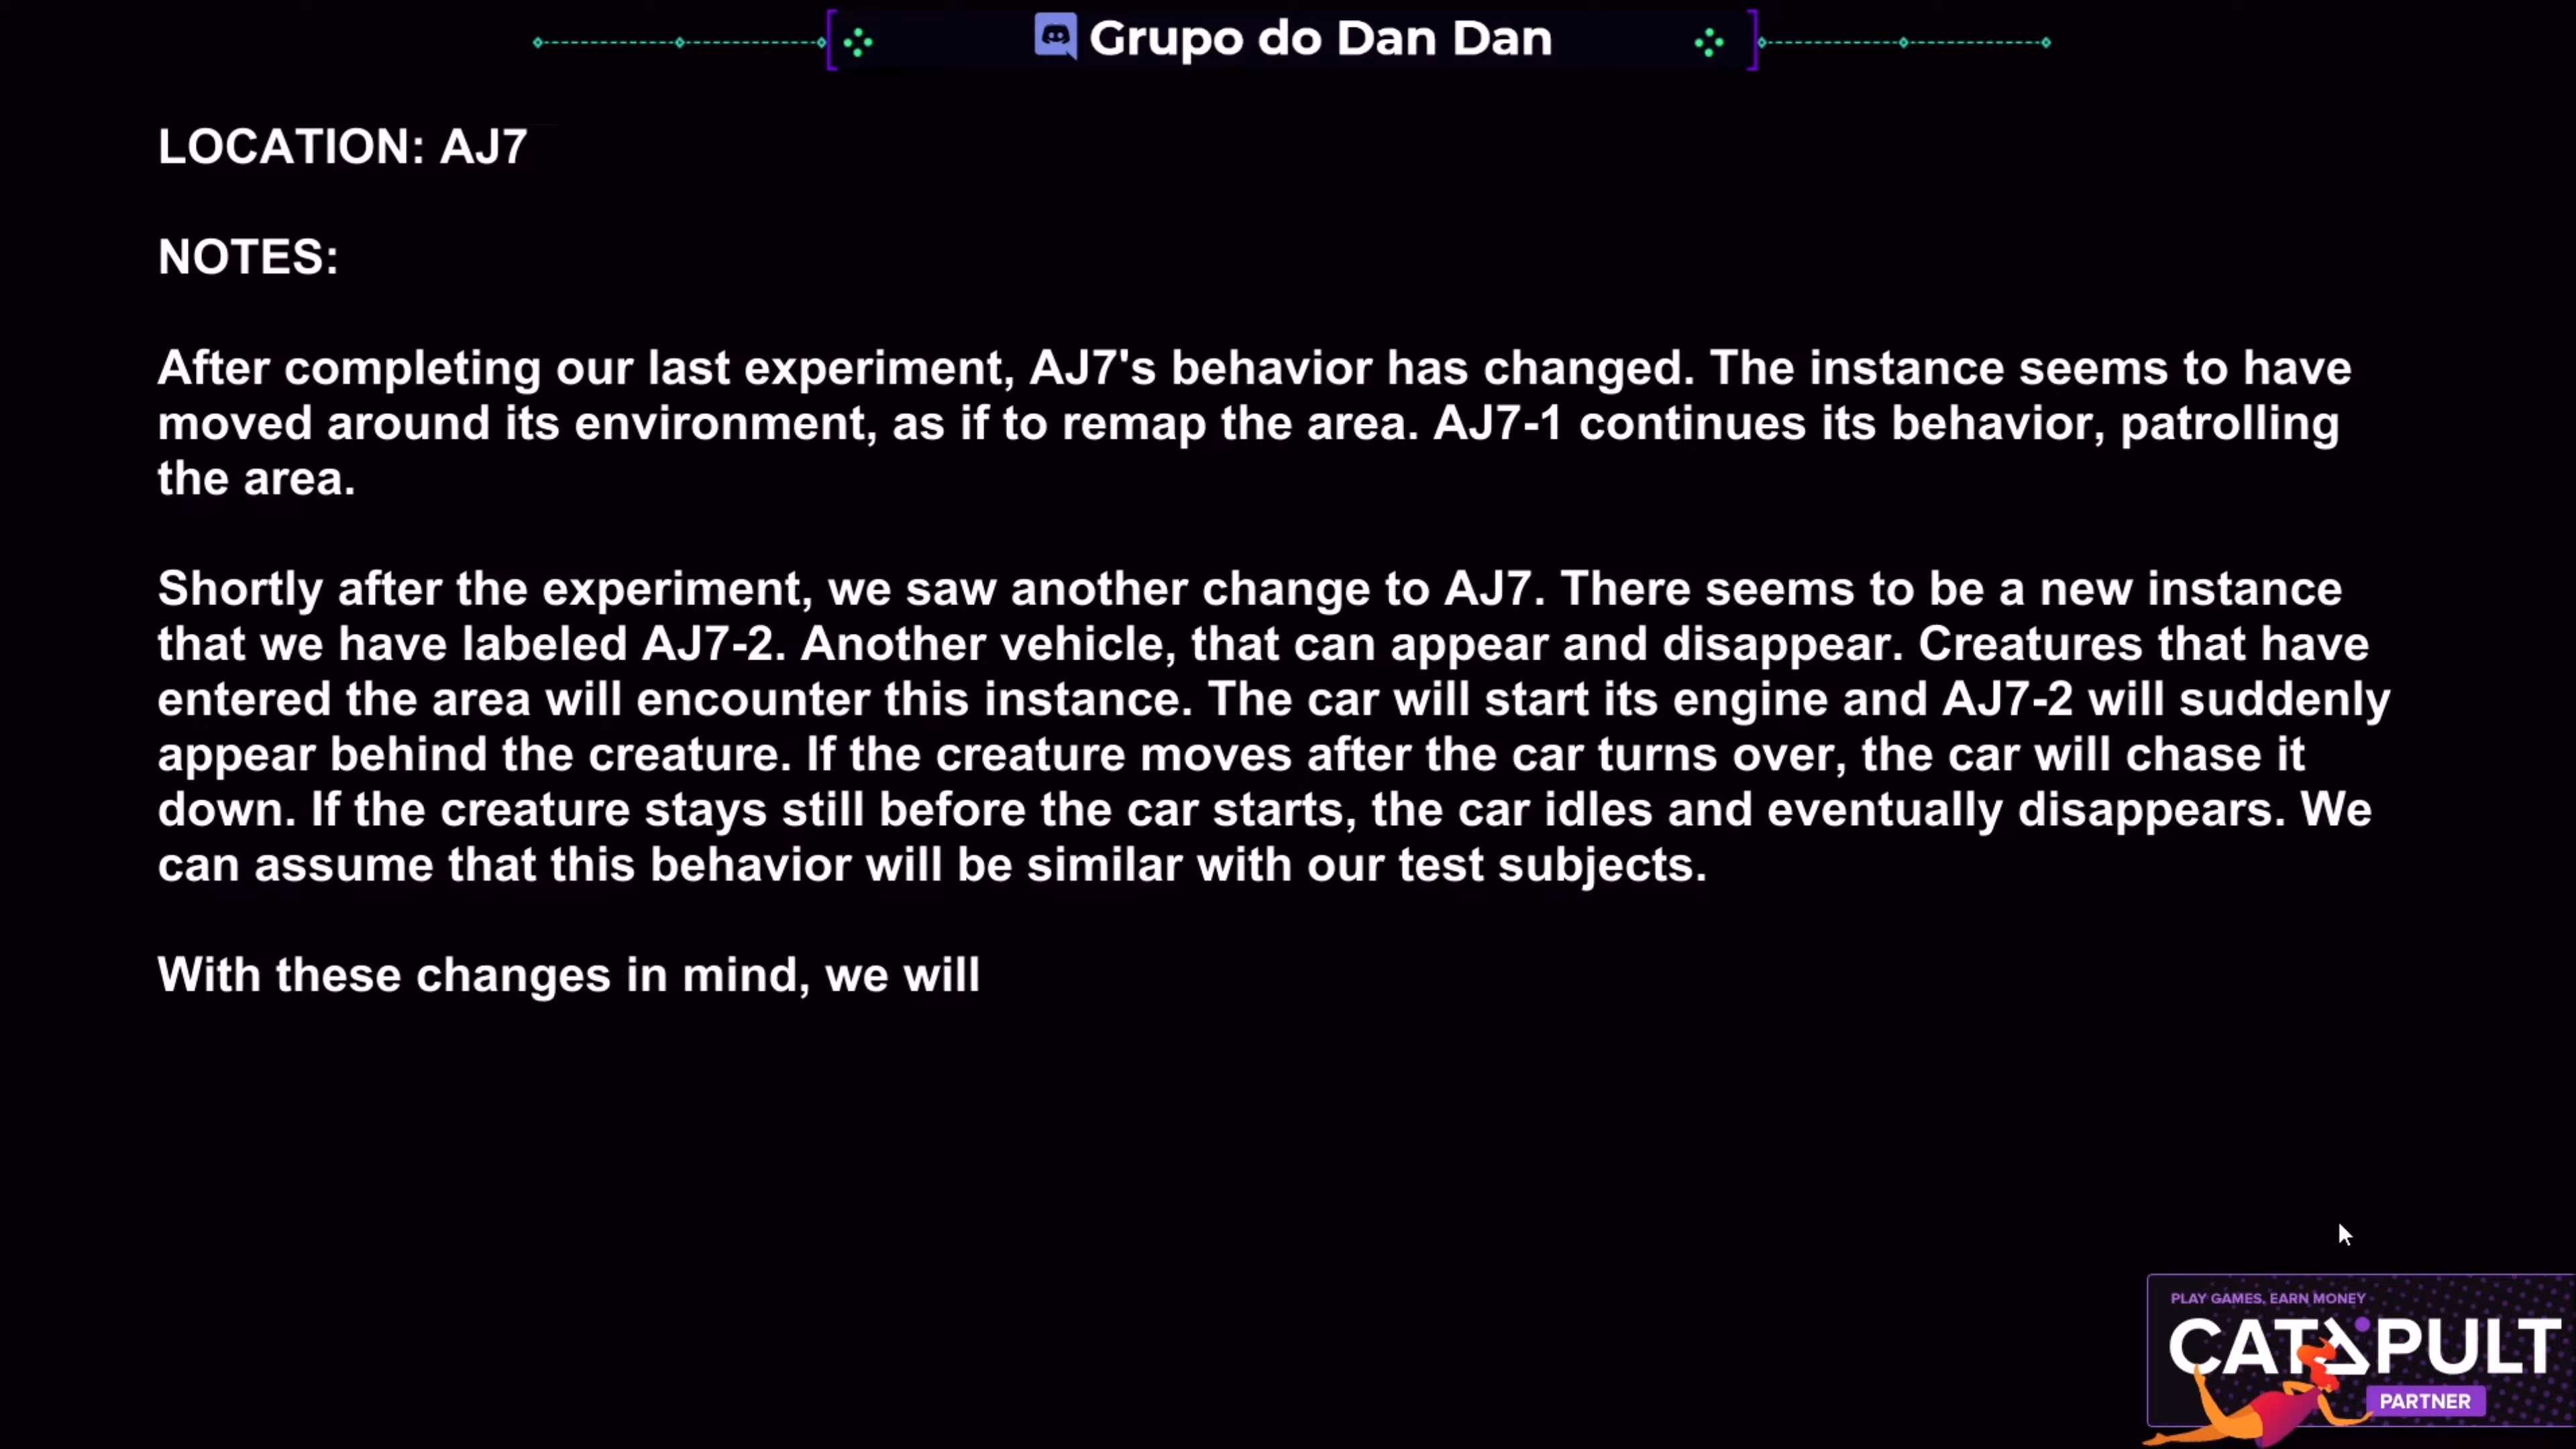 Grupo do Dan Dan
LOCATION: AJ7
NOTES:
After completing our last experiment, AJ7's behavior has changed. The instance seems to have
moved around its environment, as if to remap the area. AJ7-1 continues its behavior, patrolling
the area.
Shortly after the experiment, we saw another change to AJ7. There seems to be a new instance
that we have labeled AJ7-2. Another vehicle, that can appear and disappear. Creatures that have
entered the area will encounter this instance. The car will start its engine and AJ7-2 will suddenly
appear behind the creature. If the creature moves after the car turns over, the car will chase it
down. If the creature stays still before the car starts, the car idles and eventually disappears. We
can assume that this behavior will be similar with our test subjects.
With these changes in mind, we will
PLAY GAMES, EARN MONEY
CATAPULT
PARTNER